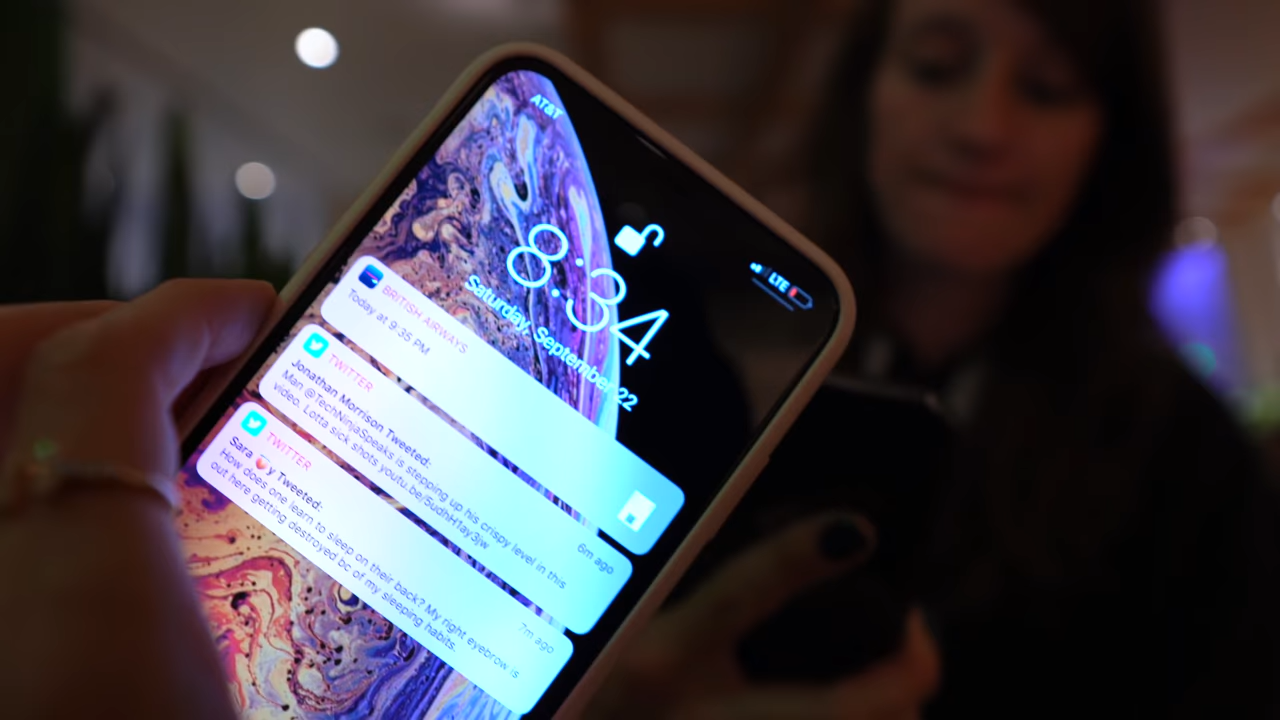 AT&T
LTE
8:34
Saturday, September 22
BRITISH AIRWAYS
Today at 9:35 PM
TWITTER
6m ago
Jonathan Morrison Tweeted:
Man @TechNinjaSpeaks is stepping up his crispy level in this
video. Lotta sick shots youtu.be/5udhH1ay3jw
TWITTER
7m ago
Sara ❤️y Tweeted:
How does one learn to sleep on their back? My right eyebrow is
out here getting destroyed bc of my sleeping habits.